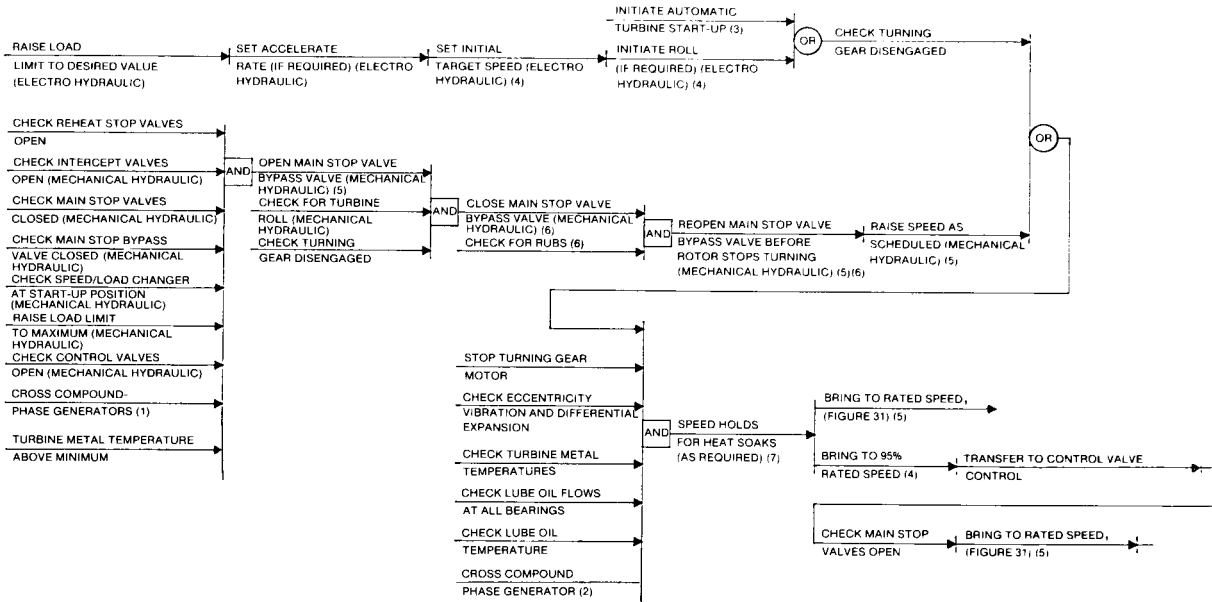 INITIATE AUTOMATIC
TURBINE START-UP (3)
OR
CHECK TURNING
GEAR DISENGAGED
RAISE LOAD
LIMIT TO DESIRED VALUE
(ELECTRO HYDRAULIC)
SET ACCELERATE
RATE (IF REQUIRED) (ELECTRO
HYDRAULIC)
SET INITIAL
TARGET SPEED (ELECTRO
HYDRAULIC) (4)
INITIATE ROLL
(IF REQUIRED) (ELECTRO
HYDRAULIC) (4)
OR
CHECK REHEAT STOP VALVES
OPEN
CHECK INTERCEPT VALVES
OPEN (MECHANICAL HYDRAULIC)
CHECK MAIN STOP VALVES
CLOSED (MECHANICAL HYDRAULIC)
CHECK MAIN STOP BYPASS
VALVE CLOSED (MECHANICAL
HYDRAULIC)
CHECK SPEED/LOAD CHANGER
AT START-UP POSITION
(MECHANICAL HYDRAULIC)
RAISE LOAD LIMIT
TO MAXIMUM (MECHANICAL
HYDRAULIC)
CHECK CONTROL VALVES
OPEN (MECHANICAL HYDRAULIC)
CROSS COMPOUND-
PHASE GENERATORS (1)
TURBINE METAL TEMPERATURE
ABOVE MINIMUM
AND
OPEN MAIN STOP VALVE
BYPASS VALVE (MECHANICAL
HYDRAULIC) (5)
CHECK FOR TURBINE
ROLL (MECHANICAL
HYDRAULIC)
CHECK TURNING
GEAR DISENGAGED
AND
CLOSE MAIN STOP VALVE
BYPASS VALVE (MECHANICAL
HYDRAULIC) (6)
CHECK FOR RUBS (6)
AND
REOPEN MAIN STOP VALVE
BYPASS VALVE BEFORE
ROTOR STOPS TURNING
(MECHANICAL HYDRAULIC) (5)(6)
RAISE SPEED AS
SCHEDULED (MECHANICAL
HYDRAULIC) (5)
STOP TURNING GEAR
MOTOR
CHECK ECCENTRICITY
VIBRATION AND DIFFERENTIAL
EXPANSION
CHECK TURBINE METAL
TEMPERATURES
CHECK LUBE OIL FLOWS
AT ALL BEARINGS
CHECK LUBE OIL
TEMPERATURE
CROSS COMPOUND
PHASE GENERATOR (2)
AND
SPEED HOLDS
FOR HEAT SOAKS
(AS REQUIRED) (7)
BRING TO RATED SPEED,
(FIGURE 31) (5)
BRING TO 95%
RATED SPEED (4)
TRANSFER TO CONTROL VALVE
CONTROL
CHECK MAIN STOP
VALVES OPEN
BRING TO RATED SPEED,
(FIGURE 31) (5)